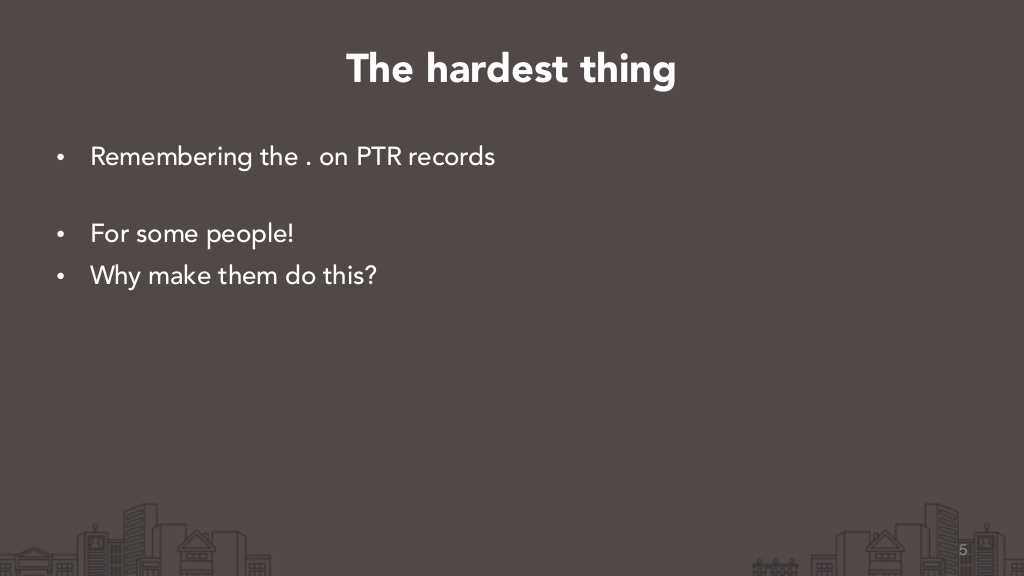 The hardest thing
• Remembering the . on PTR records
• For some people!
• Why make them do this?
5